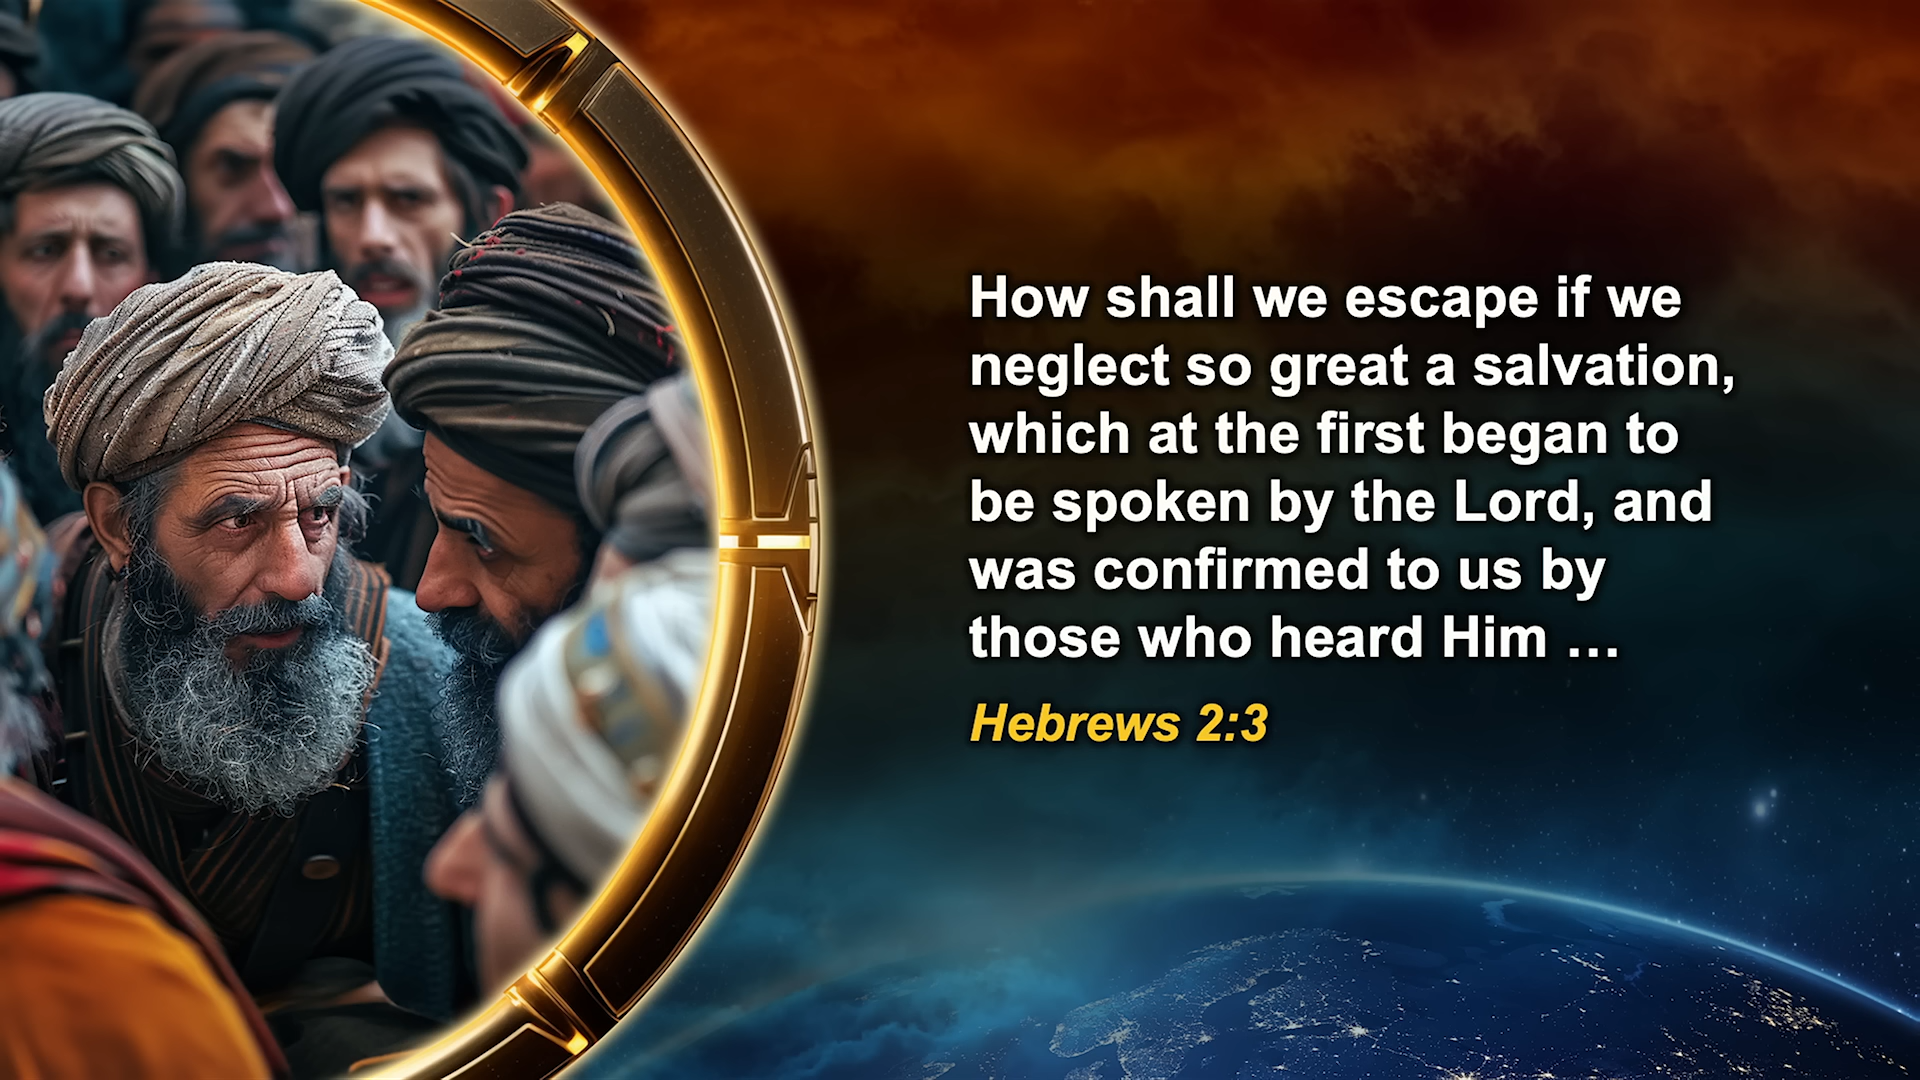 How shall we escape if we
neglect so great a salvation,
which at the first began to
be spoken by the Lord, and
was confirmed to us by
those who heard Him …
Hebrews 2:3